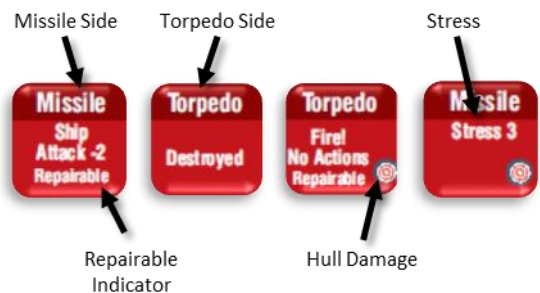 Missile Side
Torpedo Side
Stress
Missile
Ship
Attack -2
Repairable
Torpedo
Destroyed
Torpedo
Fire!
No Actions
Repairable
Missile
Stress 3
Repairable
Indicator
Hull Damage